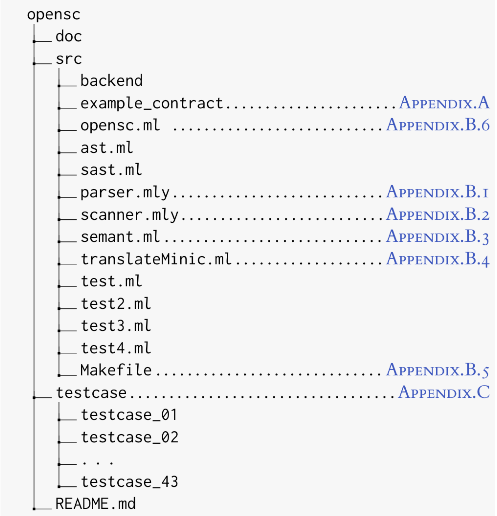 opensc
doc
src
backend
example_contract.....................Appendix.A
opensc.ml ..........................Appendix.B.6
ast.ml
sast.ml
parser.mly..........................Appendix.B.1
scanner.mly.........................Appendix.B.2
semant.ml...........................Appendix.B.3
translateMinic.ml...................Appendix.B.4
test.ml
test2.ml
test3.ml
test4.ml
Makefile............................Appendix.B.5
testcase.................................Appendix.C
testcase_01
testcase_02
...
testcase_43
README.md